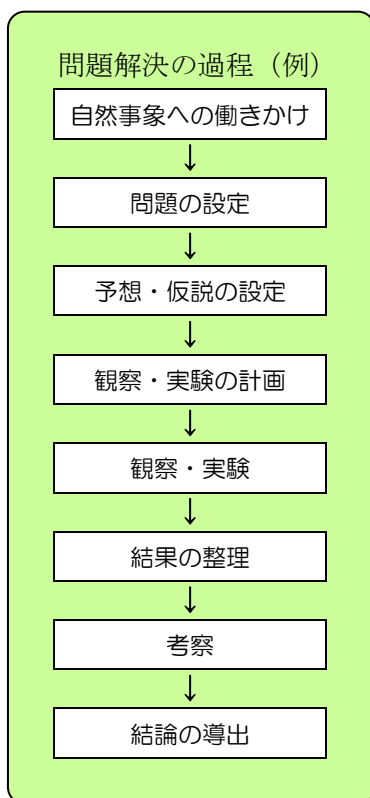 問題解決の過程（例）
自然事象への働きかけ
↓
問題の設定
↓
予想・仮説の設定
↓
観察・実験の計画
↓
観察・実験
↓
結果の整理
↓
考察
↓
結論の導出